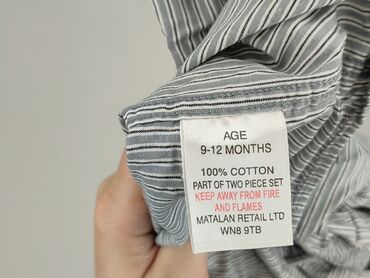 AGE
9-12 MONTHS
100% COTTON
PART OF TWO PIECE SET
KEEP AWAY FROM FIRE
AND FLAMES
MATALAN RETAIL LTD
WN8 9TB